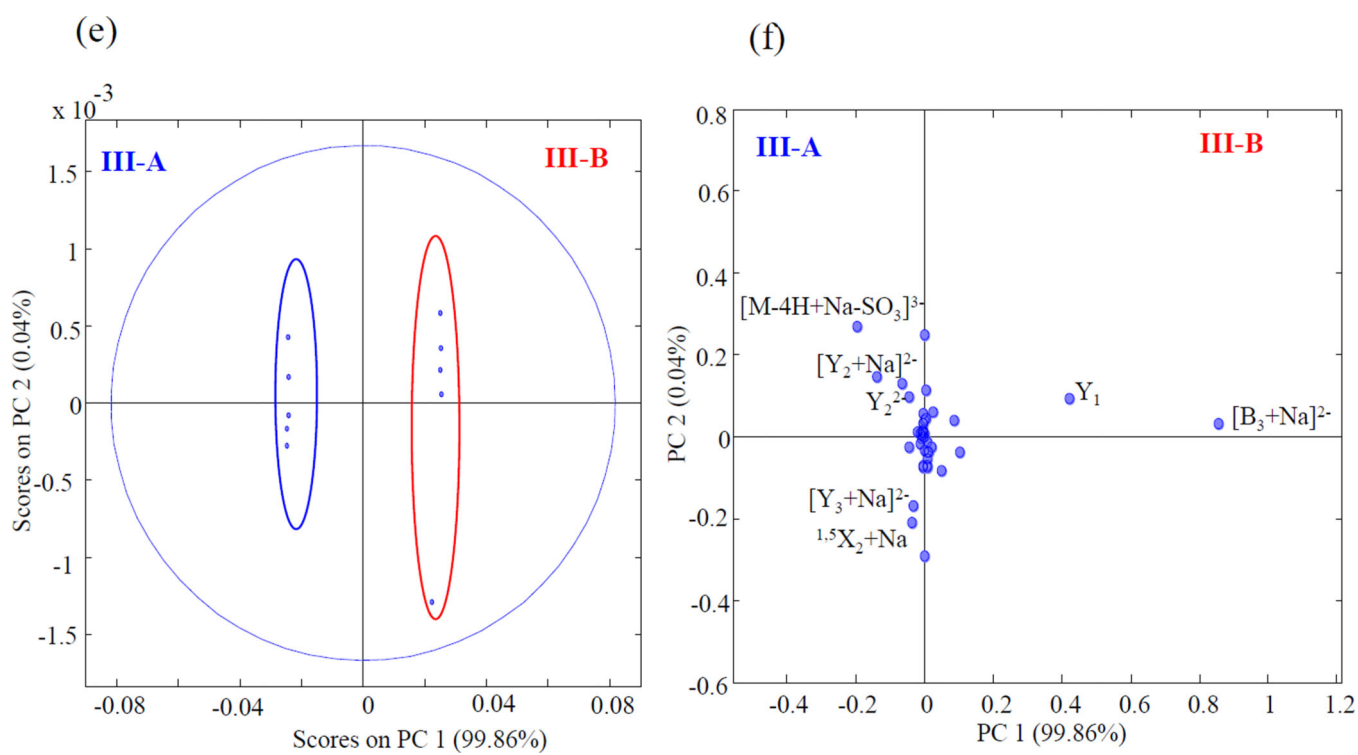 (e)
x 10⁻³
III-A
III-B
1.5
1
0.5
0
-0.5
-1
-1.5
Scores on PC 2 (0.04%)
-0.08
-0.04
0
0.04
0.08
Scores on PC 1 (99.86%)
(f)
III-A
III-B
0.8
0.6
0.4
0.2
0
-0.2
-0.4
-0.6
PC 2 (0.04%)
[M-4H+Na-SO₃]³⁻
[Y₂+Na]²⁻
Y₂²⁻
Y₁
[B₃+Na]²⁻
[Y₃+Na]²⁻
¹,⁵X₂+Na
-0.4
-0.2
0
0.2
0.4
0.6
0.8
1
1.2
PC 1 (99.86%)